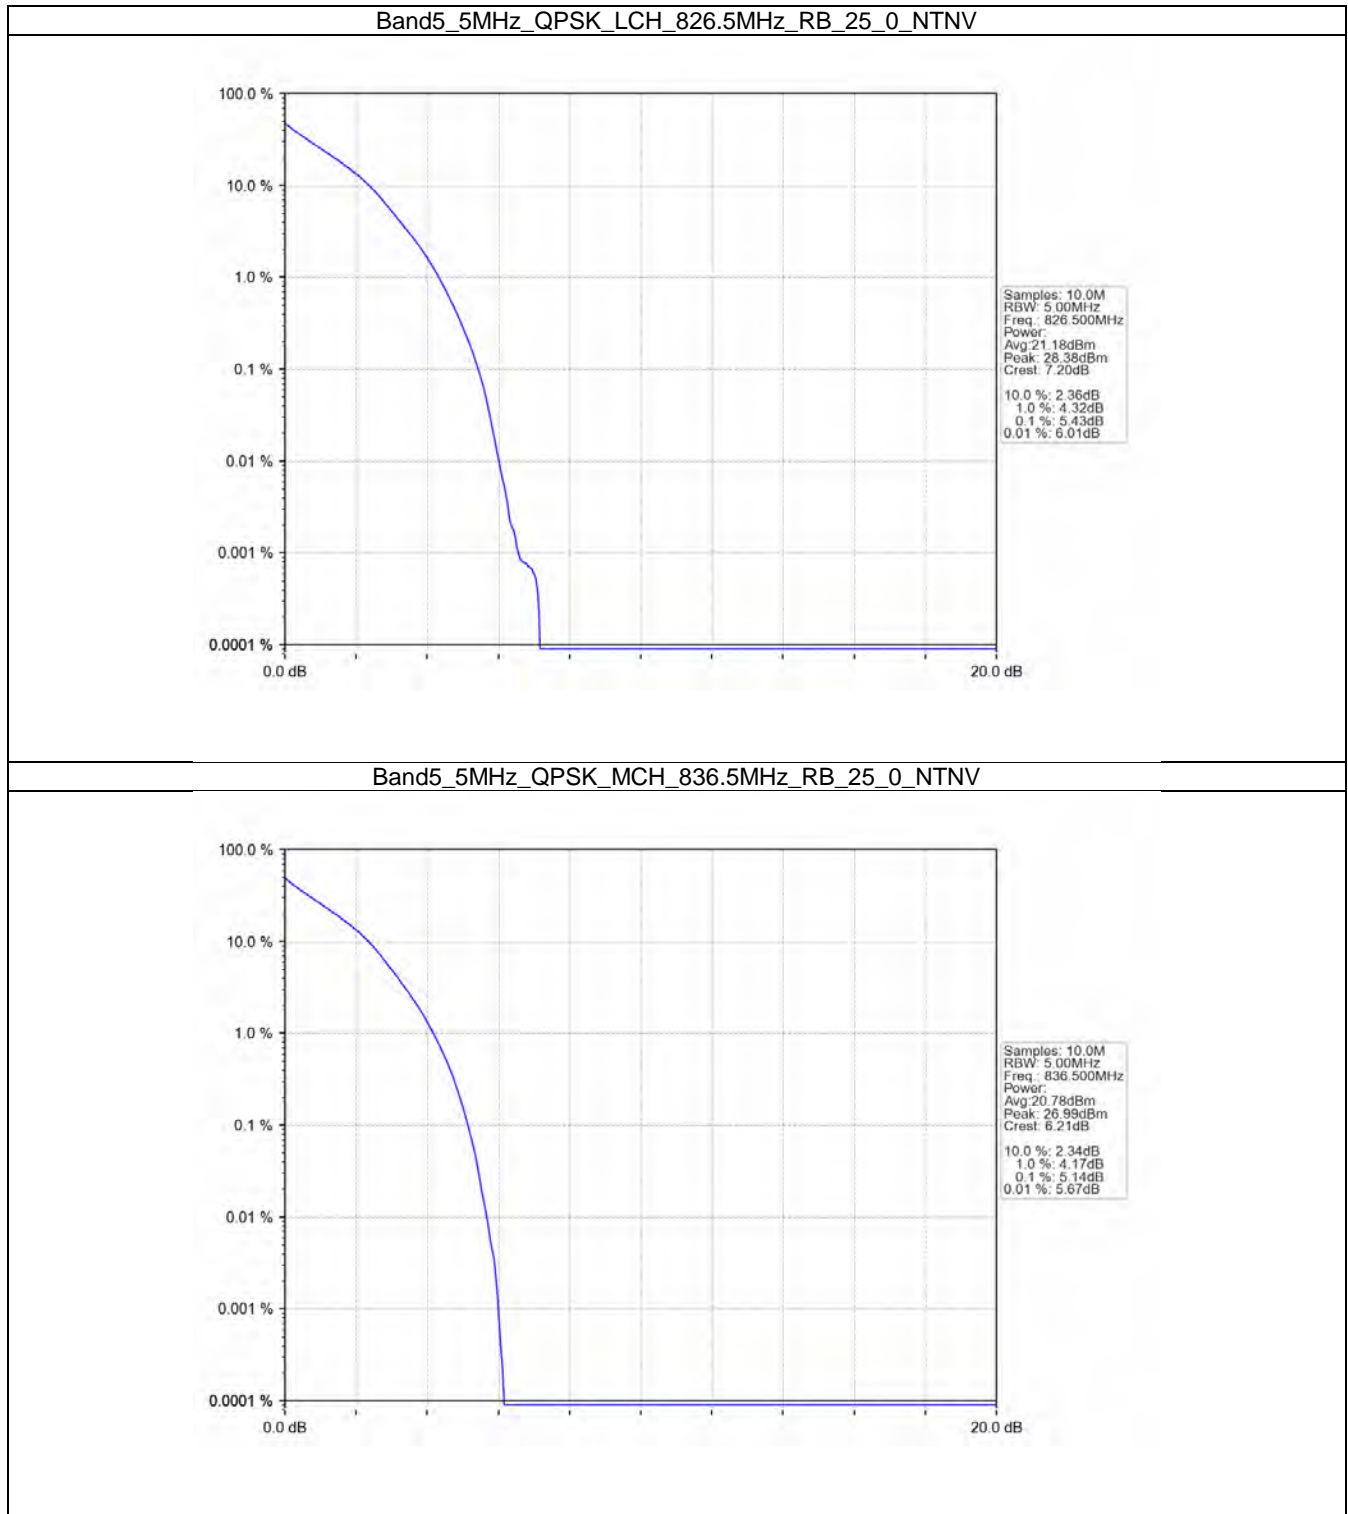 Band5_5MHz_QPSK_LCH_826.5MHz_RB_25_0_NTNV
100.0 %
10.0 %
1.0 %
0.1 %
0.01 %
0.001 %
0.0001 %
0.0 dB
20.0 dB
Samples: 10.0M
RBW: 5.00MHz
Freq.: 826.500MHz
Power:
Avg:21.18dBm
Peak: 28.38dBm
Crest: 7.20dB
10.0 %: 2.36dB
1.0 %: 4.32dB
0.1 %: 5.43dB
0.01 %: 6.01dB
Band5_5MHz_QPSK_MCH_836.5MHz_RB_25_0_NTNV
100.0 %
10.0 %
1.0 %
0.1 %
0.01 %
0.001 %
0.0001 %
0.0 dB
20.0 dB
Samples: 10.0M
RBW: 5.00MHz
Freq.: 836.500MHz
Power:
Avg:20.78dBm
Peak: 26.99dBm
Crest: 6.21dB
10.0 %: 2.34dB
1.0 %: 4.17dB
0.1 %: 5.14dB
0.01 %: 5.67dB